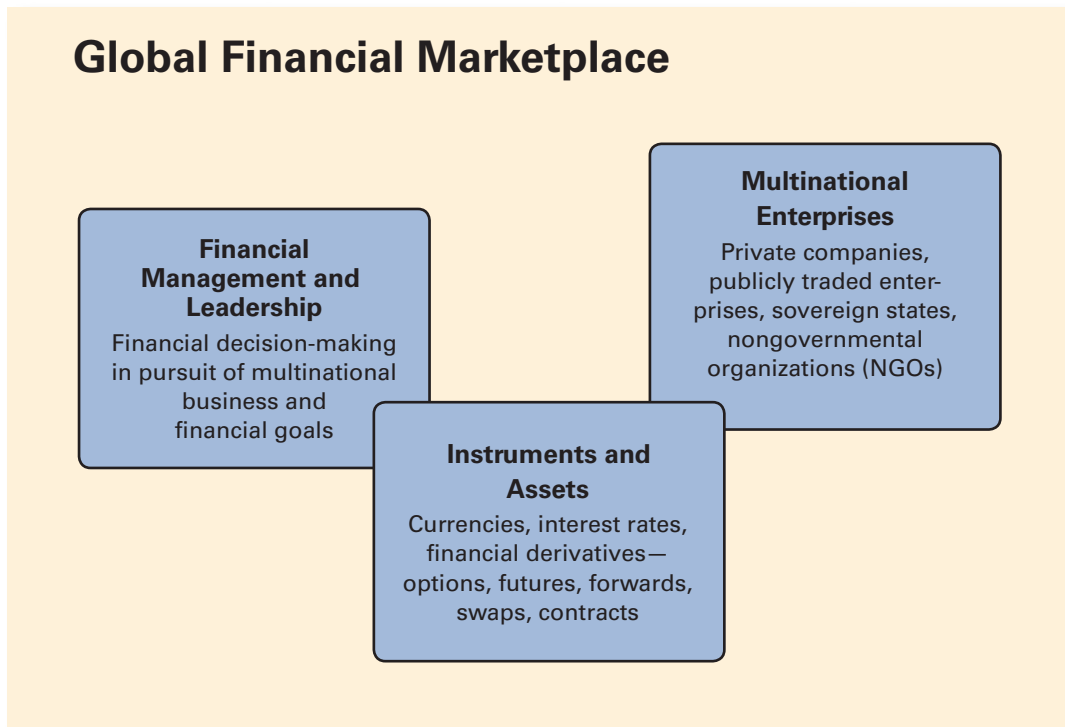 Global Financial Marketplace
Financial
Management and
Leadership
Financial decision-making
in pursuit of multinational
business and
financial goals
Multinational
Enterprises
Private companies,
publicly traded enter-
prises, sovereign states,
nongovernmental
organizations (NGOs)
Instruments and
Assets
Currencies, interest rates,
financial derivatives—
options, futures, forwards,
swaps, contracts